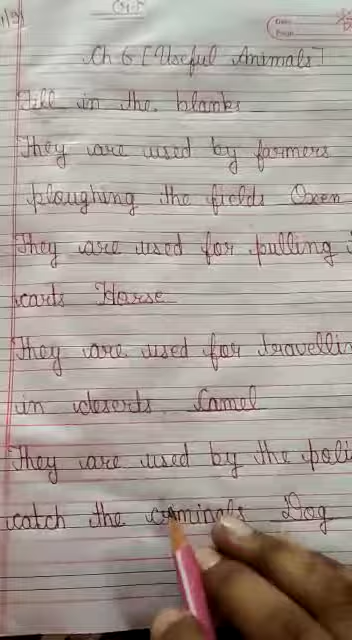 Ch 6 [Useful Animals]
Fill in the blanks
They are used by farmers
ploughing the fields Oxen
They are used for pulling
carts Horse
They are used for
in deserts. Camel
They are used by the
catch the criminals Dog